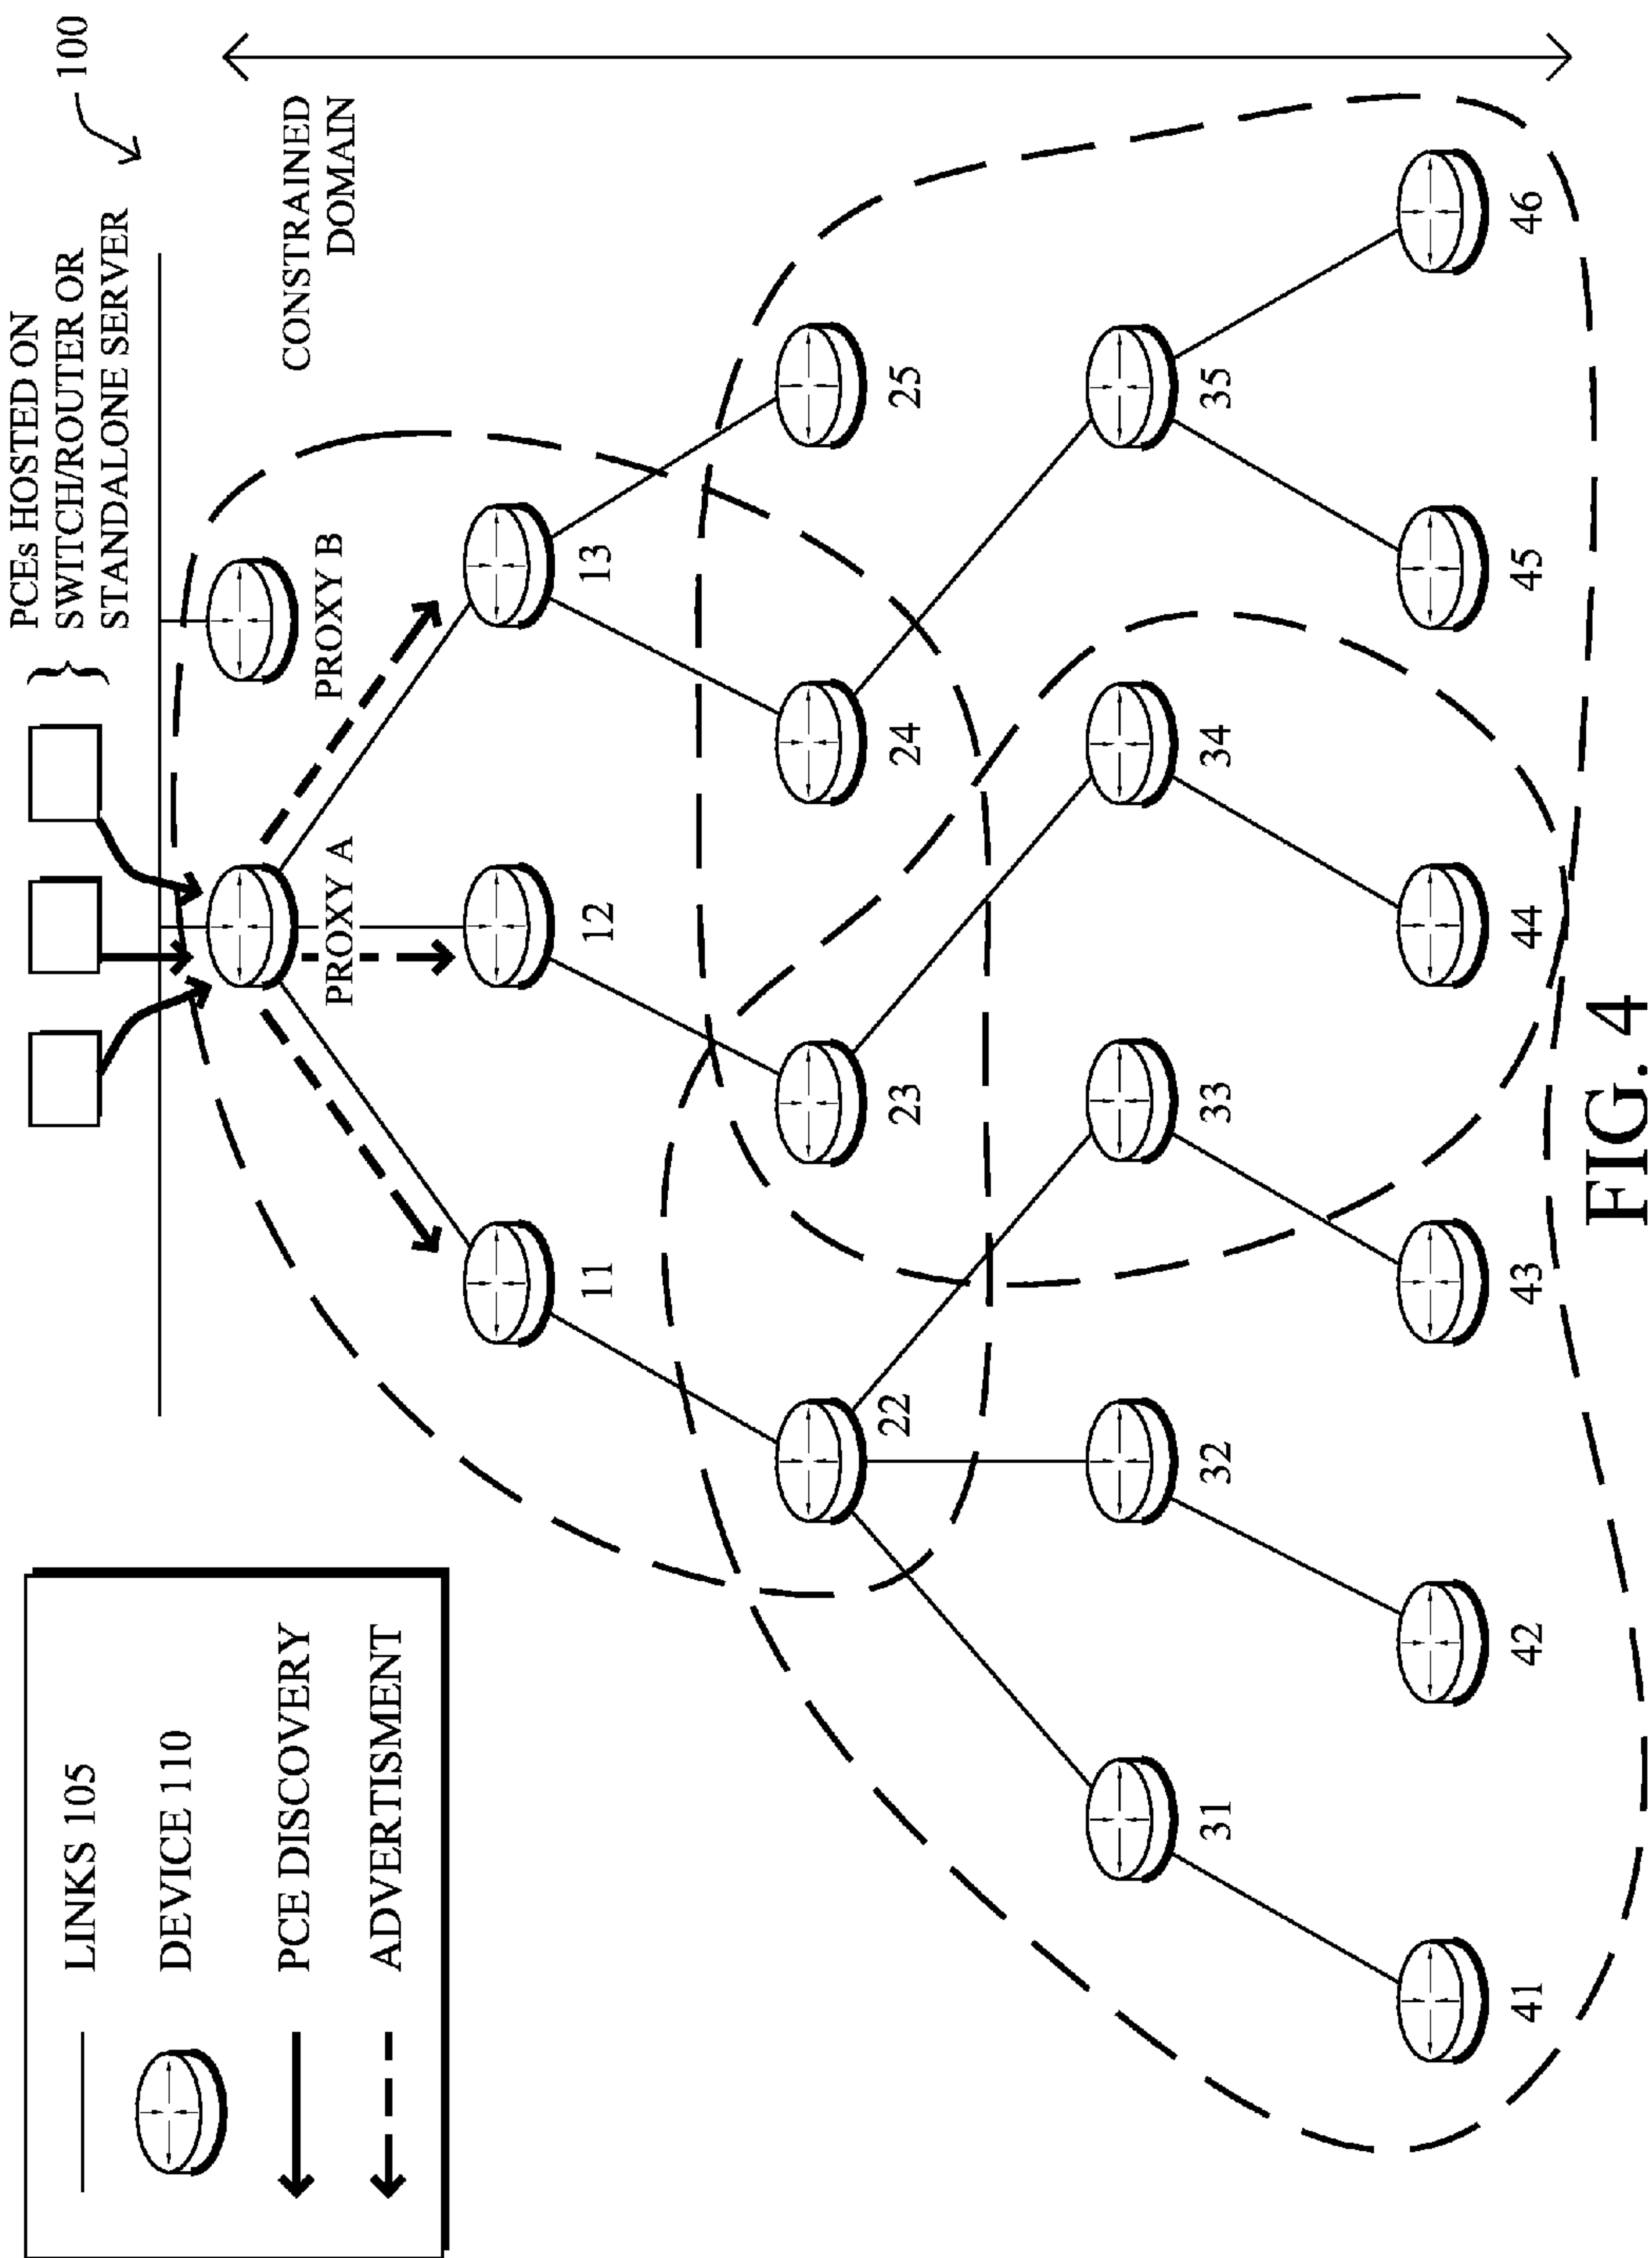 LINKS 105
DEVICE 110
PCE DISCOVERY
ADVERTISMENT
PCEs HOSTED ON
SWITCH/ROUTER OR
STANDALONE SERVER
100
CONSTRAINED
DOMAIN
PROXY A
PROXY B
11
12
13
22
23
24
25
31
32
33
34
35
41
42
43
44
45
46
FIG. 4